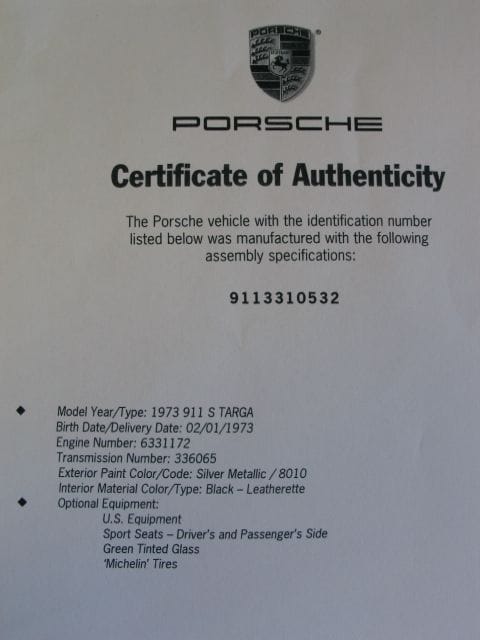 PORSCHE
®
PORSCHE
Certificate of Authenticity
The Porsche vehicle with the identification number
listed below was manufactured with the following
assembly specifications:
9113310532
◆ Model Year/Type: 1973 911 S TARGA
Birth Date/Delivery Date: 02/01/1973
Engine Number: 6331172
Transmission Number: 336065
Exterior Paint Color/Code: Silver Metallic / 8010
Interior Material Color/Type: Black – Leatherette
◆ Optional Equipment:
U.S. Equipment
Sport Seats – Driver's and Passenger's Side
Green Tinted Glass
'Michelin' Tires